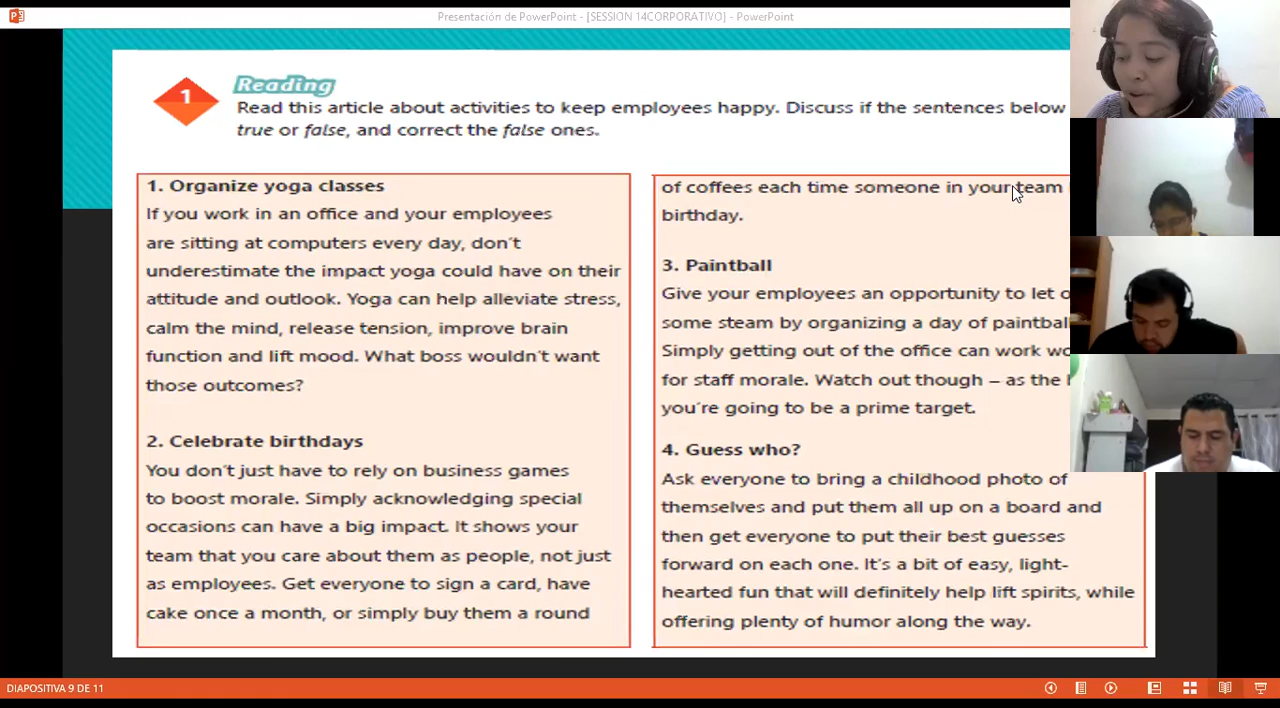 Presentación de PowerPoint - [SESSION 14CORPORATIVO] - PowerPoint
1
Reading
Read this article about activities to keep employees happy. Discuss if the sentences below
true or false, and correct the false ones.
1. Organize yoga classes
If you work in an office and your employees
are sitting at computers every day, don't
underestimate the impact yoga could have on their
attitude and outlook. Yoga can help alleviate stress,
calm the mind, release tension, improve brain
function and lift mood. What boss wouldn't want
those outcomes?
2. Celebrate birthdays
You don't just have to rely on business games
to boost morale. Simply acknowledging special
occasions can have a big impact. It shows your
team that you care about them as people, not just
as employees. Get everyone to sign a card, have
cake once a month, or simply buy them a round
of coffees each time someone in your team
birthday.
3. Paintball
Give your employees an opportunity to let
some steam by organizing a day of paintbal
Simply getting out of the office can work
for staff morale. Watch out though – as the
you're going to be a prime target.
4. Guess who?
Ask everyone to bring a childhood photo of
themselves and put them all up on a board and
then get everyone to put their best guesses
forward on each one. It's a bit of easy, light-
hearted fun that will definitely help lift spirits, while
offering plenty of humor along the way.
DIAPOSITIVA 9 DE 11